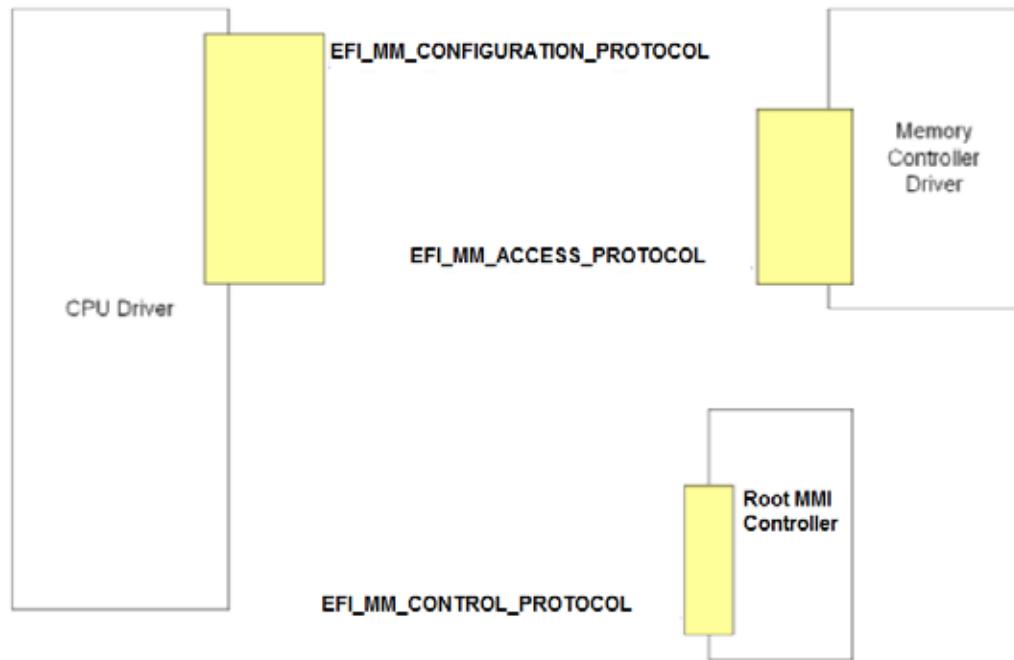 EFI_MM_CONFIGURATION_PROTOCOL
Memory
Controller
Driver
EFI_MM_ACCESS_PROTOCOL
CPU Driver
Root MMI
Controller
EFI_MM_CONTROL_PROTOCOL